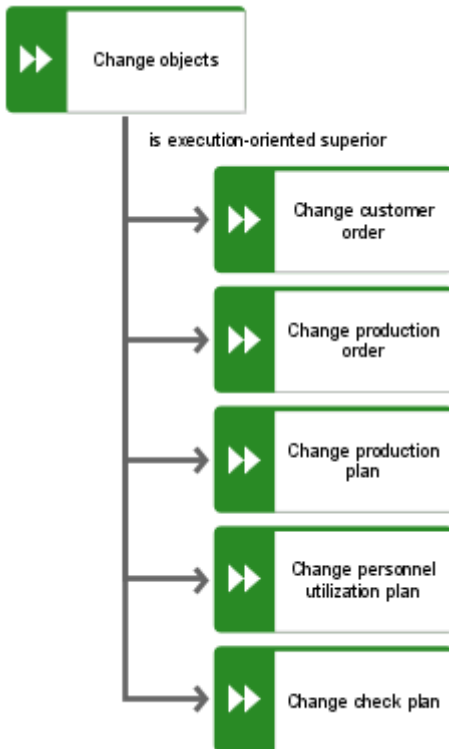 Change objects
is execution-oriented superior
Change customer
order
Change production
order
Change production
plan
Change personnel
utilization plan
Change check plan